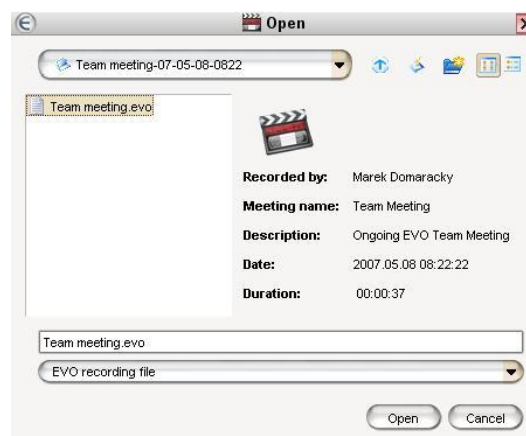 Open
Team meeting-07-05-08-0822
Team meeting.evo
Recorded by: Marek Domaracky
Meeting name: Team Meeting
Description: Ongoing EVO Team Meeting
Date: 2007.05.08 08:22:22
Duration: 00:00:37
Team meeting.evo
EVO recording file
Open Cancel